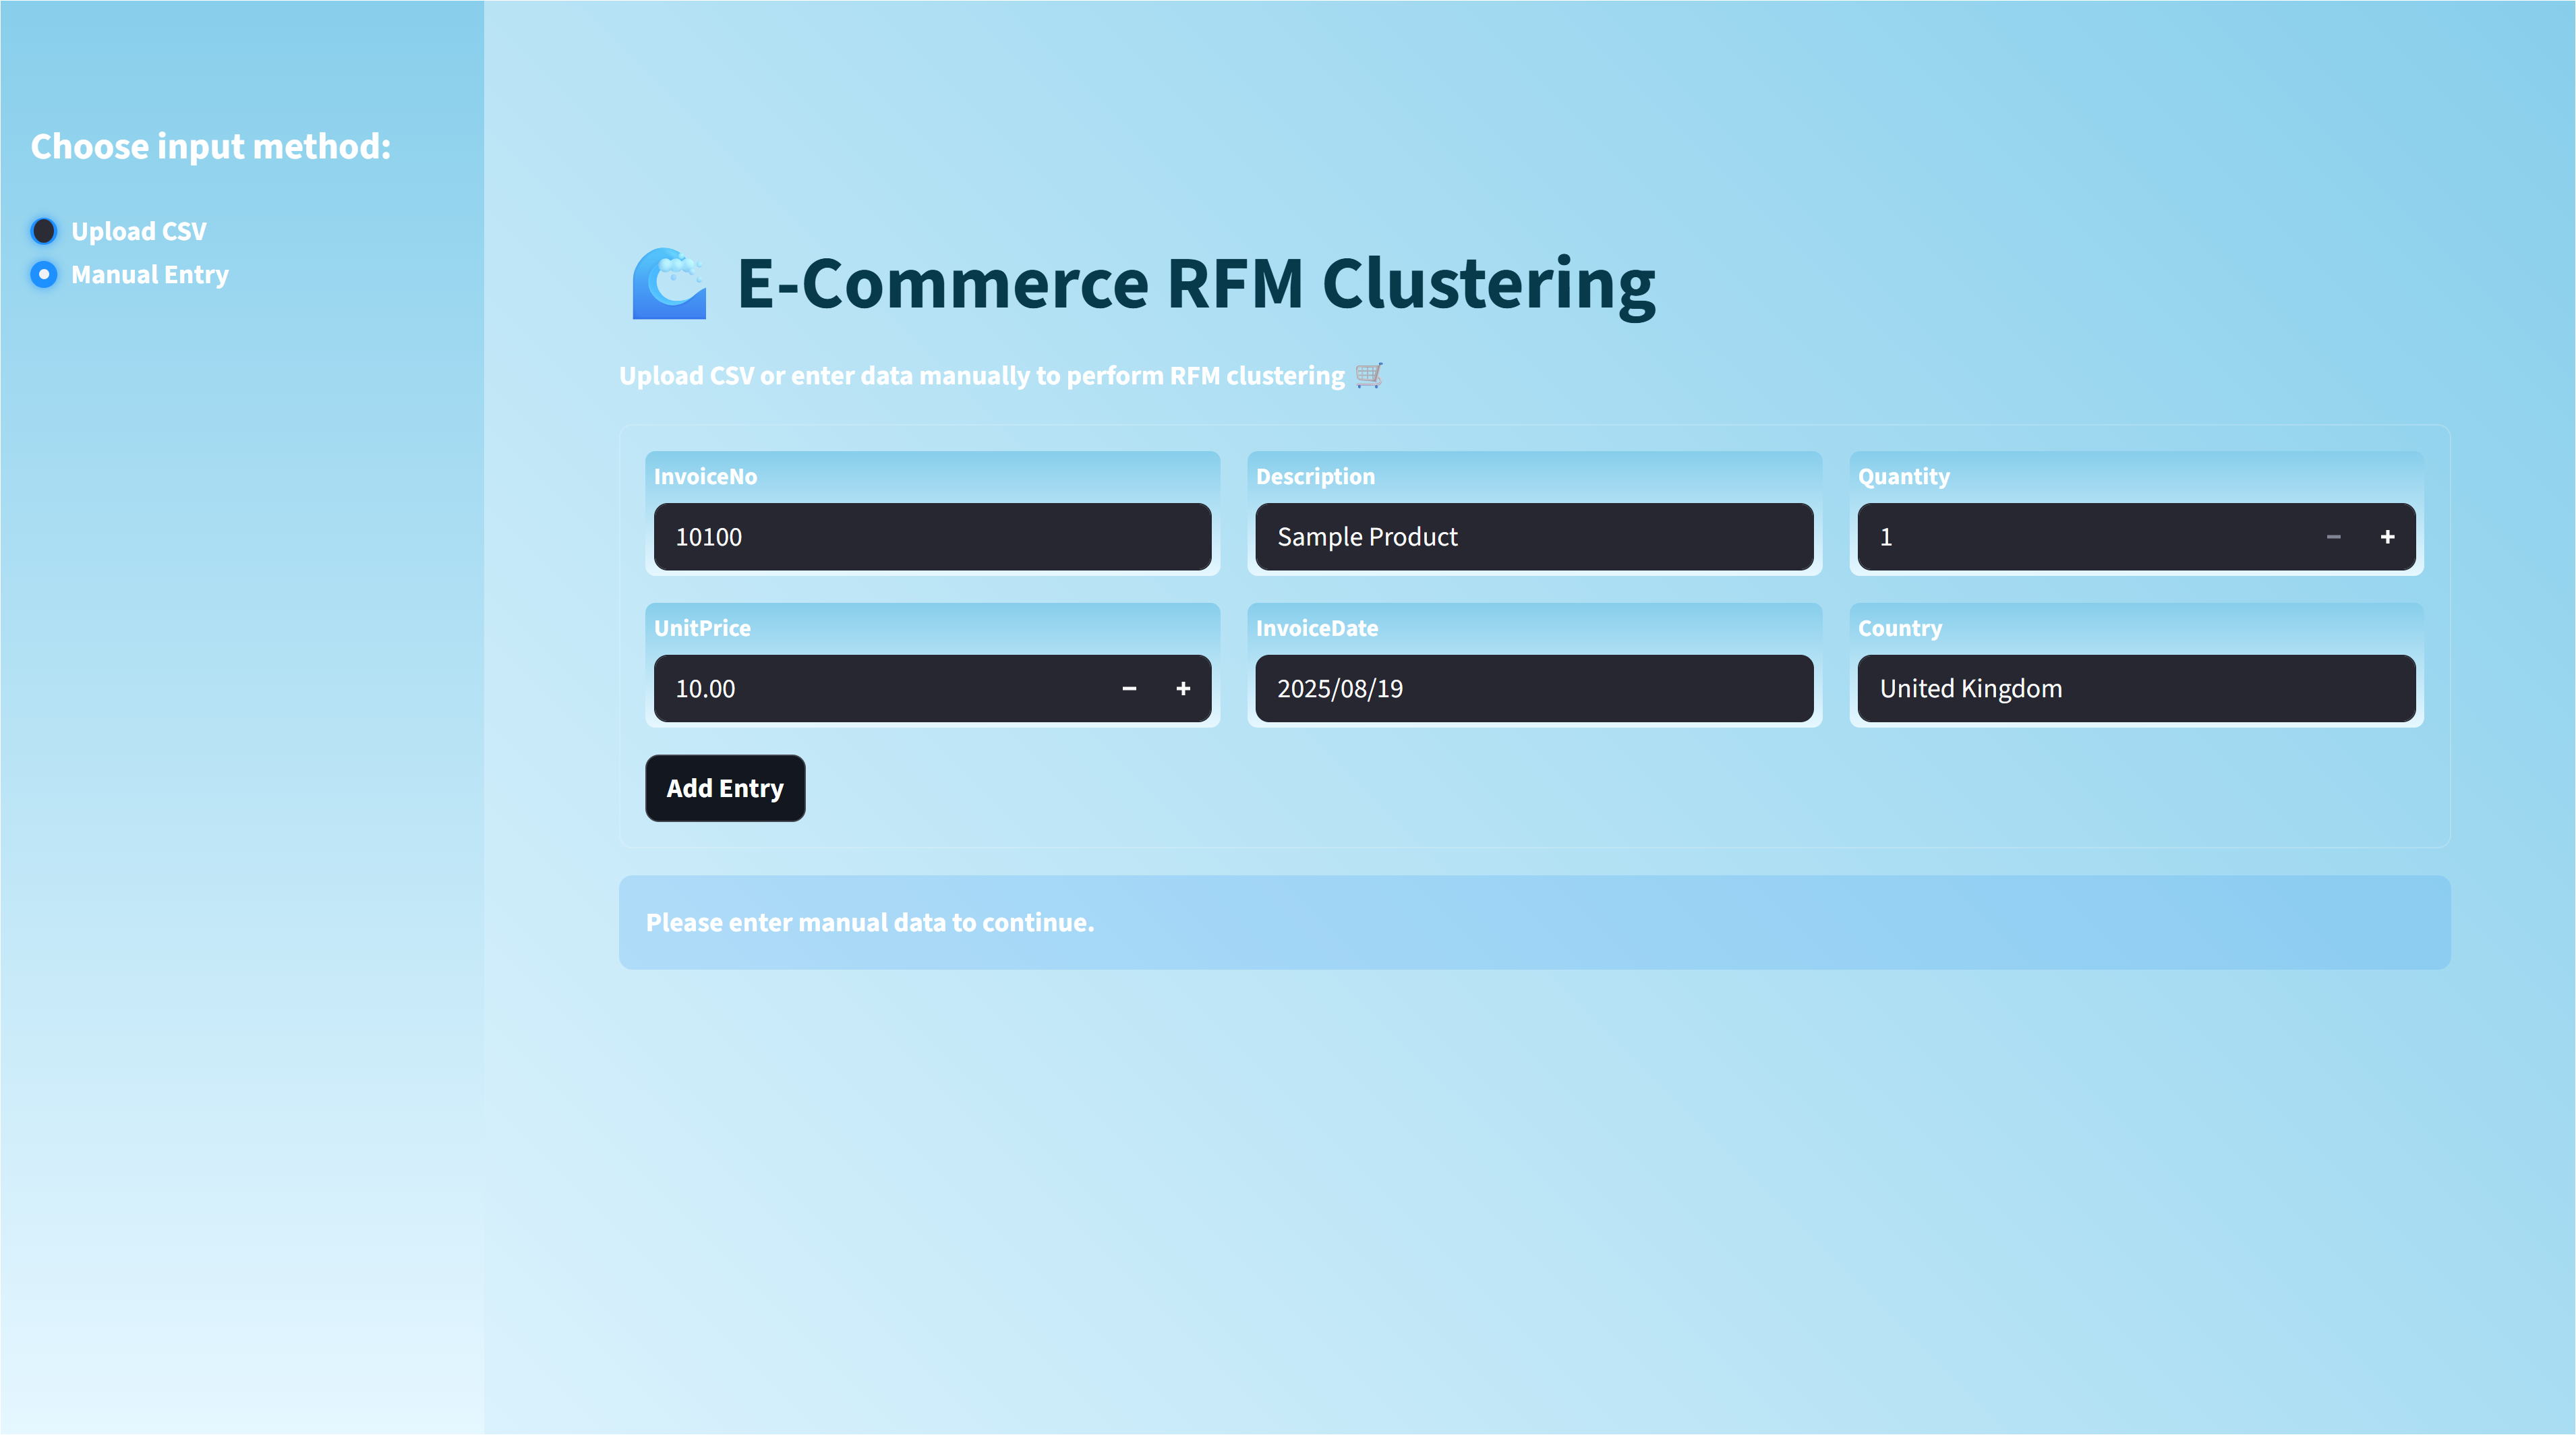 Choose input method:
Upload CSV
Manual Entry
E-Commerce RFM Clustering
Upload CSV or enter data manually to perform RFM clustering 🛒
InvoiceNo
10100
Description
Sample Product
Quantity
1
UnitPrice
10.00
InvoiceDate
2025/08/19
Country
United Kingdom
Add Entry
Please enter manual data to continue.